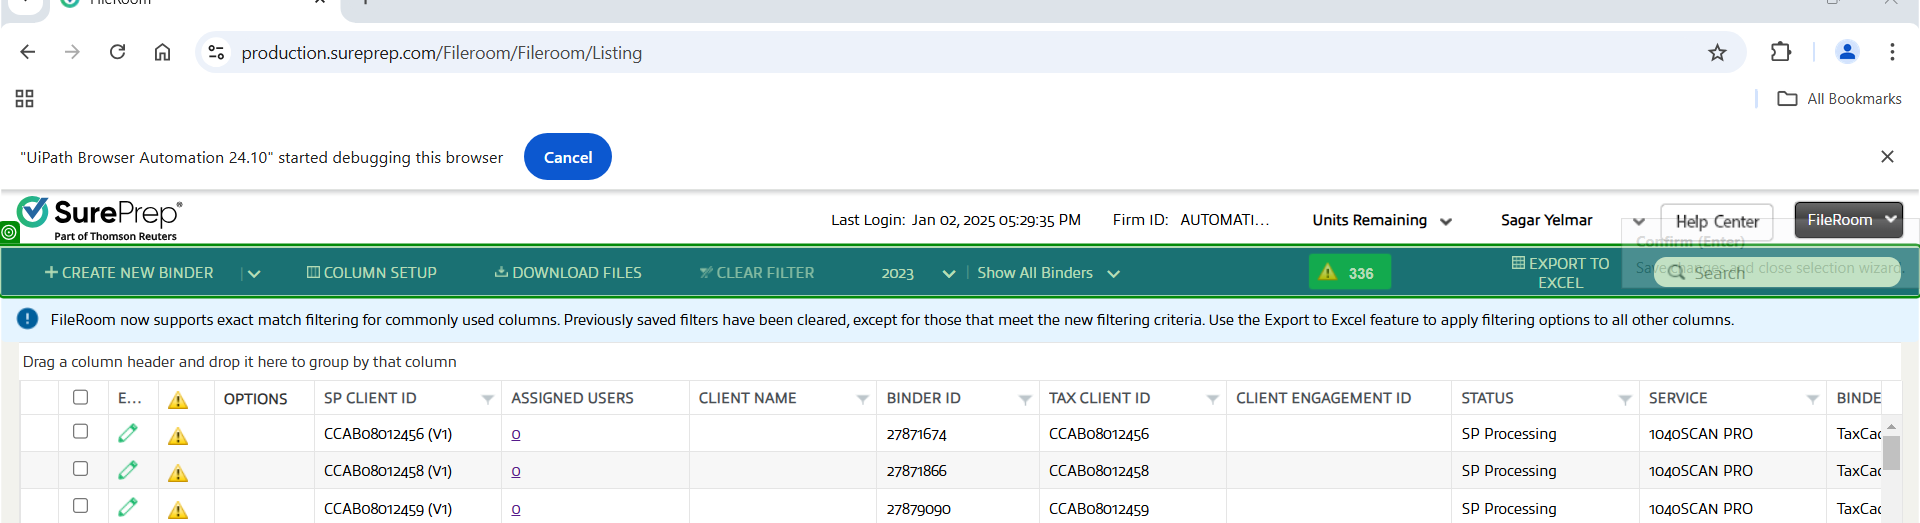 FileRoom
production.sureprep.com/Fileroom/Fileroom/Listing
All Bookmarks
"UiPath Browser Automation 24.10" started debugging this browser
Cancel
SurePrep®
Part of Thomson Reuters
Last Login: Jan 02, 2025 05:29:35 PM
Firm ID: AUTOMATI...
Units Remaining
Sagar Yelmar
Help Center
FileRoom
Confirm (Enter)
Save changes and close selection wizard.
CREATE NEW BINDER
COLUMN SETUP
DOWNLOAD FILES
CLEAR FILTER
2023
Show All Binders
336
EXPORT TO
EXCEL
Search
FileRoom now supports exact match filtering for commonly used columns. Previously saved filters have been cleared, except for those that meet the new filtering criteria. Use the Export to Excel feature to apply filtering options to all other columns.
Drag a column header and drop it here to group by that column
E... OPTIONS SP CLIENT ID ASSIGNED USERS CLIENT NAME BINDER ID TAX CLIENT ID CLIENT ENGAGEMENT ID STATUS SERVICE BINDE
CCAB08012456 (V1) 0 27871674 CCAB08012456 SP Processing 1040SCAN PRO TaxCac
CCAB08012458 (V1) 0 27871866 CCAB08012458 SP Processing 1040SCAN PRO TaxCac
CCAB08012459 (V1) 0 27879090 CCAB08012459 SP Processing 1040SCAN PRO TaxCac